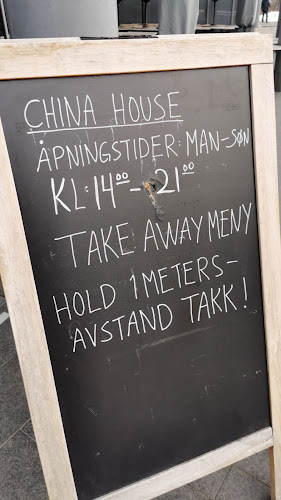 CHINA HOUSE
ÅPNINGSTIDER: MAN-SØN
KL: 14⁰⁰ - 21⁰⁰
TAKE AWAY MENY
HOLD 1 METERS-
AVSTAND TAKK!